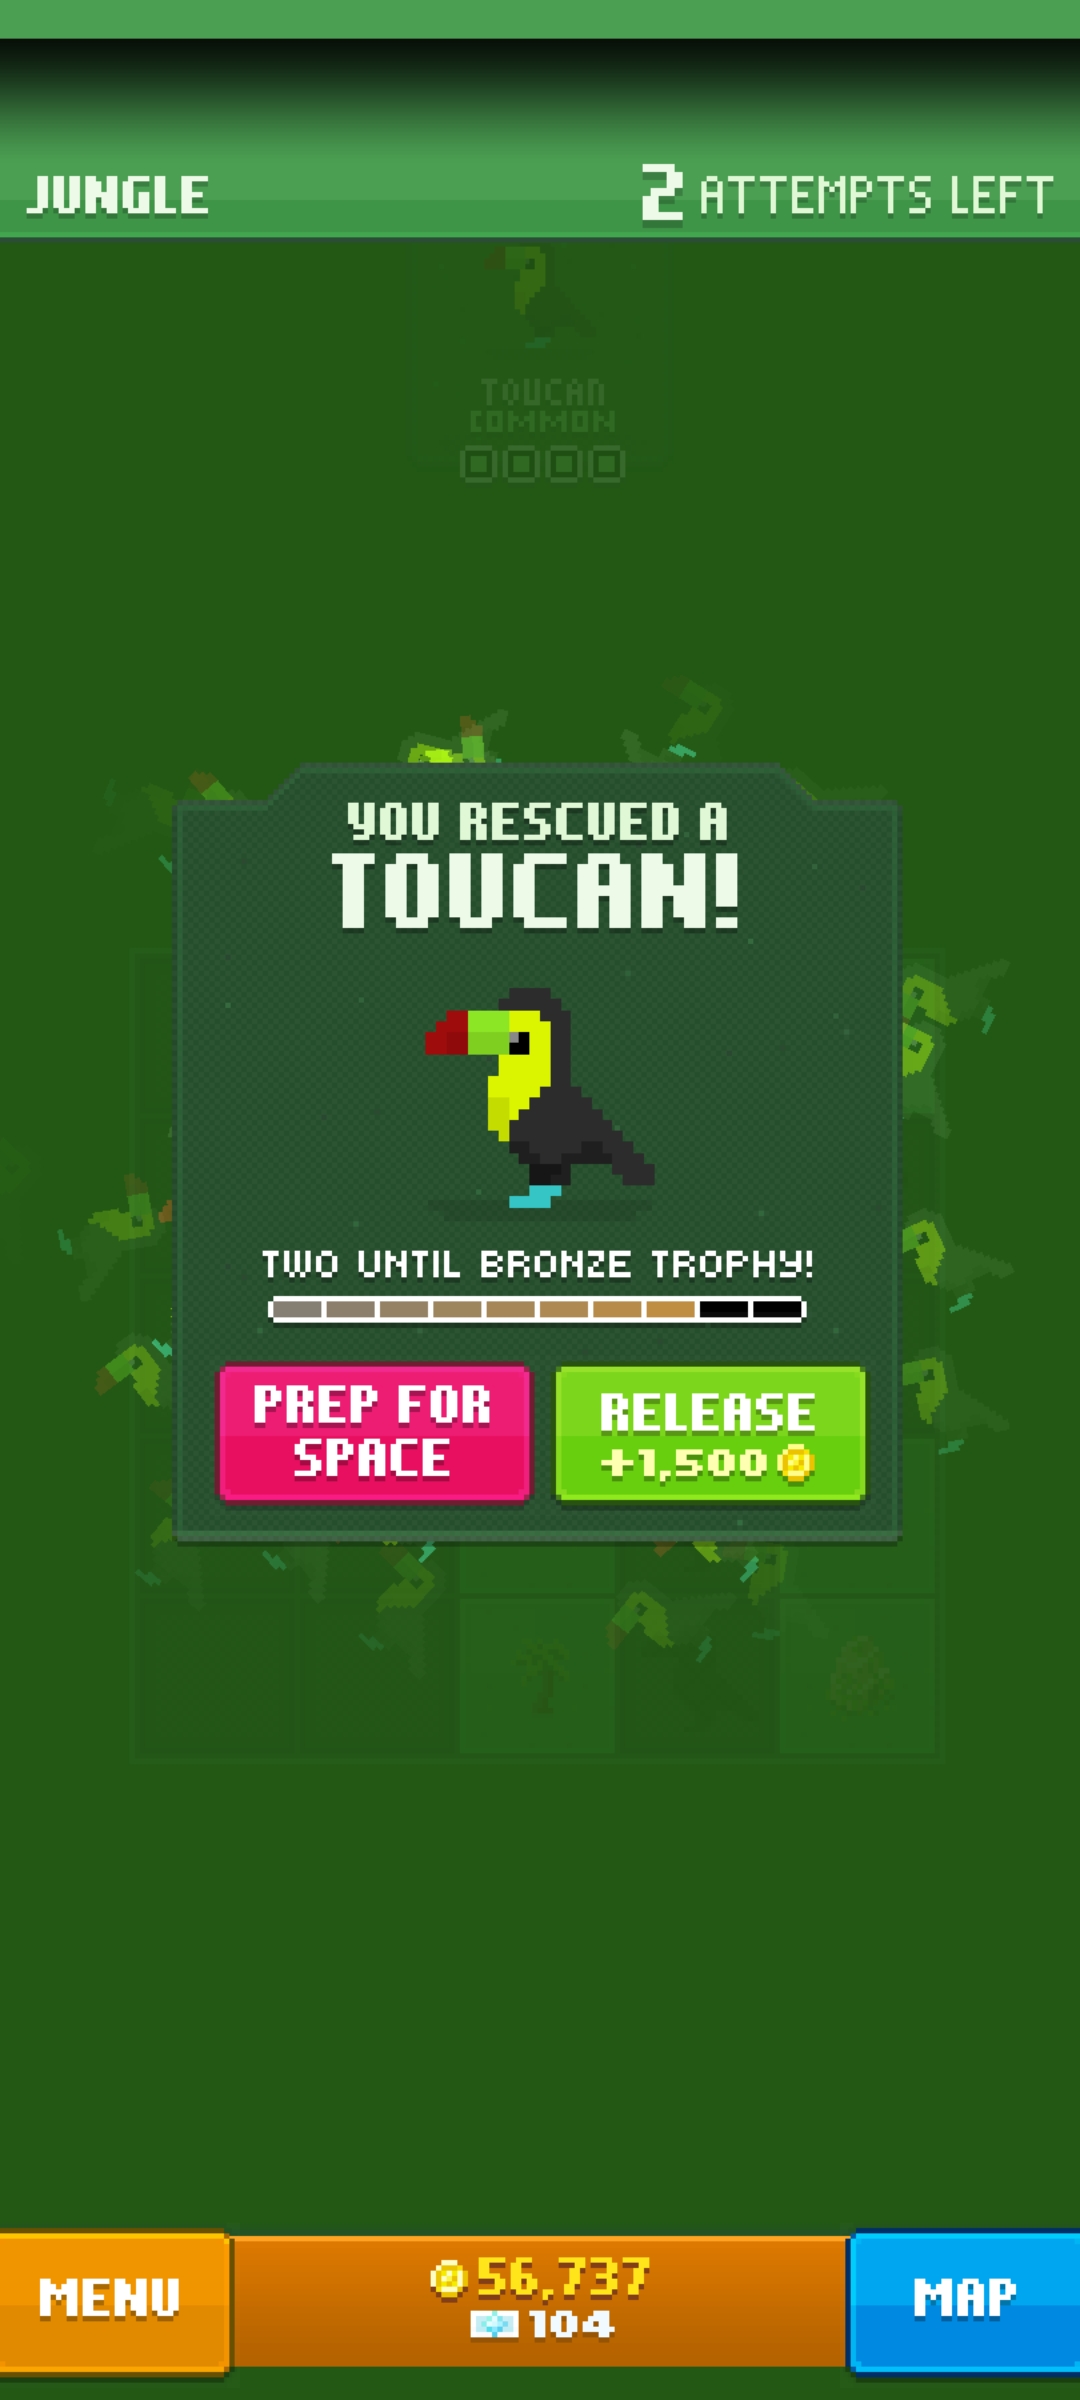 JUNGLE
2 ATTEMPTS LEFT
TOUCAN
COMMON
YOU RESCUED A
TOUCAN!
TWO UNTIL BRONZE TROPHY!
PREP FOR
SPACE
RELEASE
+1,500
MENU
56,737
104
MAP